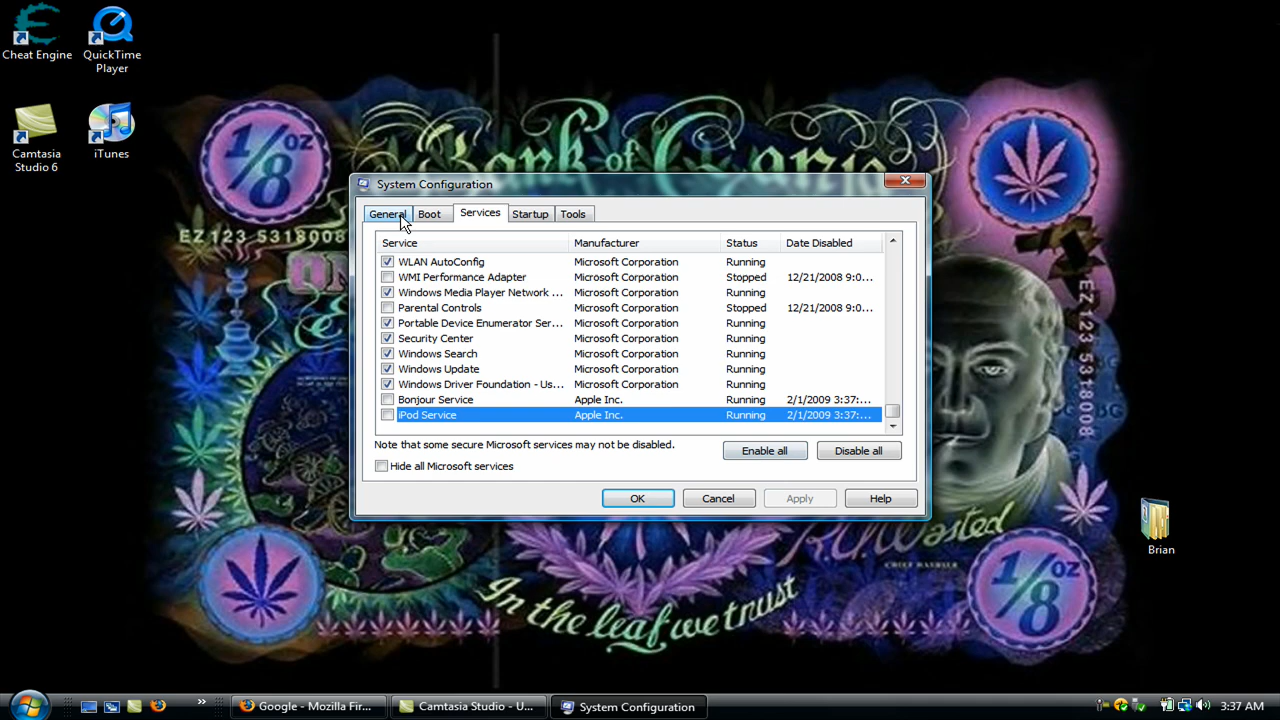 Cheat Engine
QuickTime
Player
Camtasia
Studio 6
iTunes
1/8 OZ
Bank of
EZ 123 5318008
System Configuration
General
Boot
Services
Startup
Tools
Service Manufacturer Status Date Disabled
WLAN AutoConfig Microsoft Corporation Running
WMI Performance Adapter Microsoft Corporation Stopped 12/21/2008 9:0...
Windows Media Player Network ... Microsoft Corporation Running
Parental Controls Microsoft Corporation Stopped 12/21/2008 9:0...
Portable Device Enumerator Ser... Microsoft Corporation Running
Security Center Microsoft Corporation Running
Windows Search Microsoft Corporation Running
Windows Update Microsoft Corporation Running
Windows Driver Foundation - Us... Microsoft Corporation Running
Bonjour Service Apple Inc. Running 2/1/2009 3:37:...
iPod Service Apple Inc. Running 2/1/2009 3:37:...
Note that some secure Microsoft services may not be disabled.
Enable all
Disable all
Hide all Microsoft services
OK
Cancel
Apply
Help
EZ 123 5318008
Brian
In the leaf we trust
1/8 OZ
Google - Mozilla Fir...
Camtasia Studio - U...
System Configuration
3:37 AM